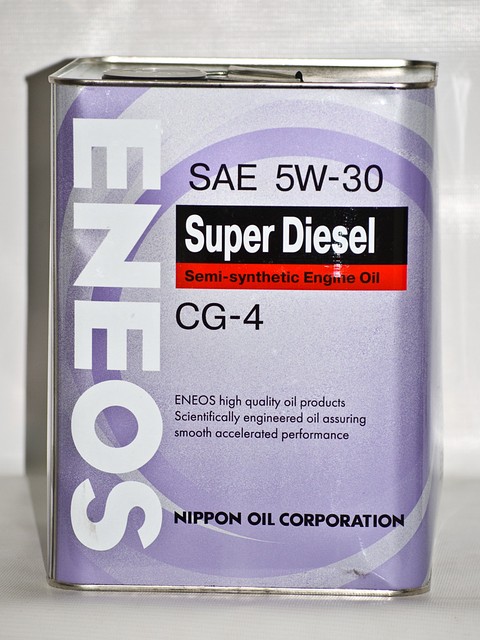 ENEOS
SAE 5W-30
Super Diesel
Semi-synthetic Engine Oil
CG-4
ENEOS high quality oil products
Scientifically engineered oil assuring
smooth accelerated performance
NIPPON OIL CORPORATION